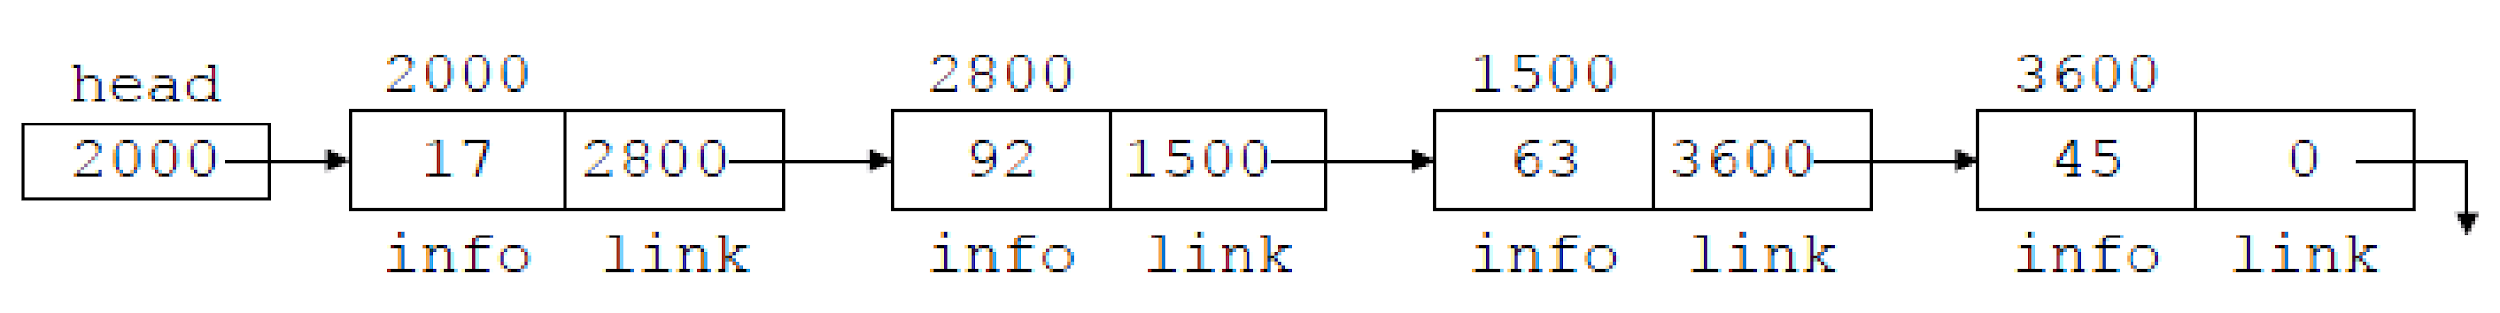 head 2000 2800 1500 3600
2000 17 2800 92 1500 63 3600 45 0
info link info link info link info link